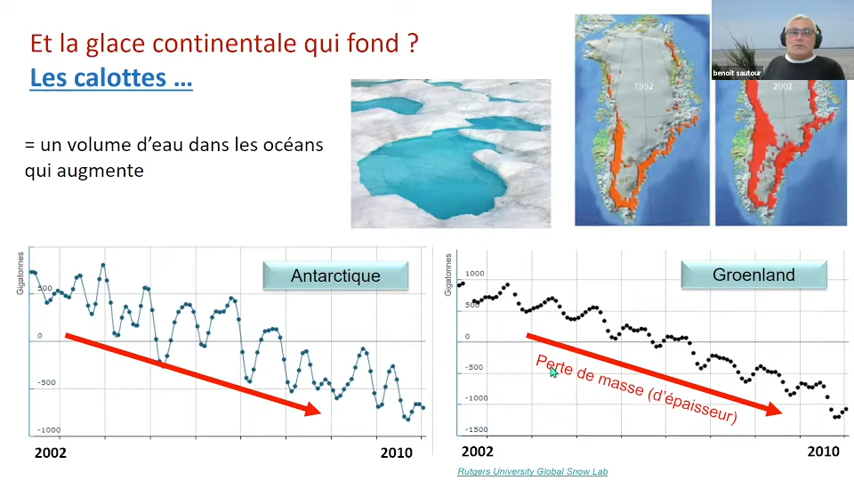 Et la glace continentale qui fond ?
Les calottes …
= un volume d'eau dans les océans
qui augmente
1992
2002
benoit sautour
Gigatonnes
Antarctique
500
0
-500
-1000
2002
2010
Gigatonnes
Groenland
1000
500
0
-500
-1000
-1500
Perte de masse (d'épaisseur)
2002
2010
Rutgers University Global Snow Lab